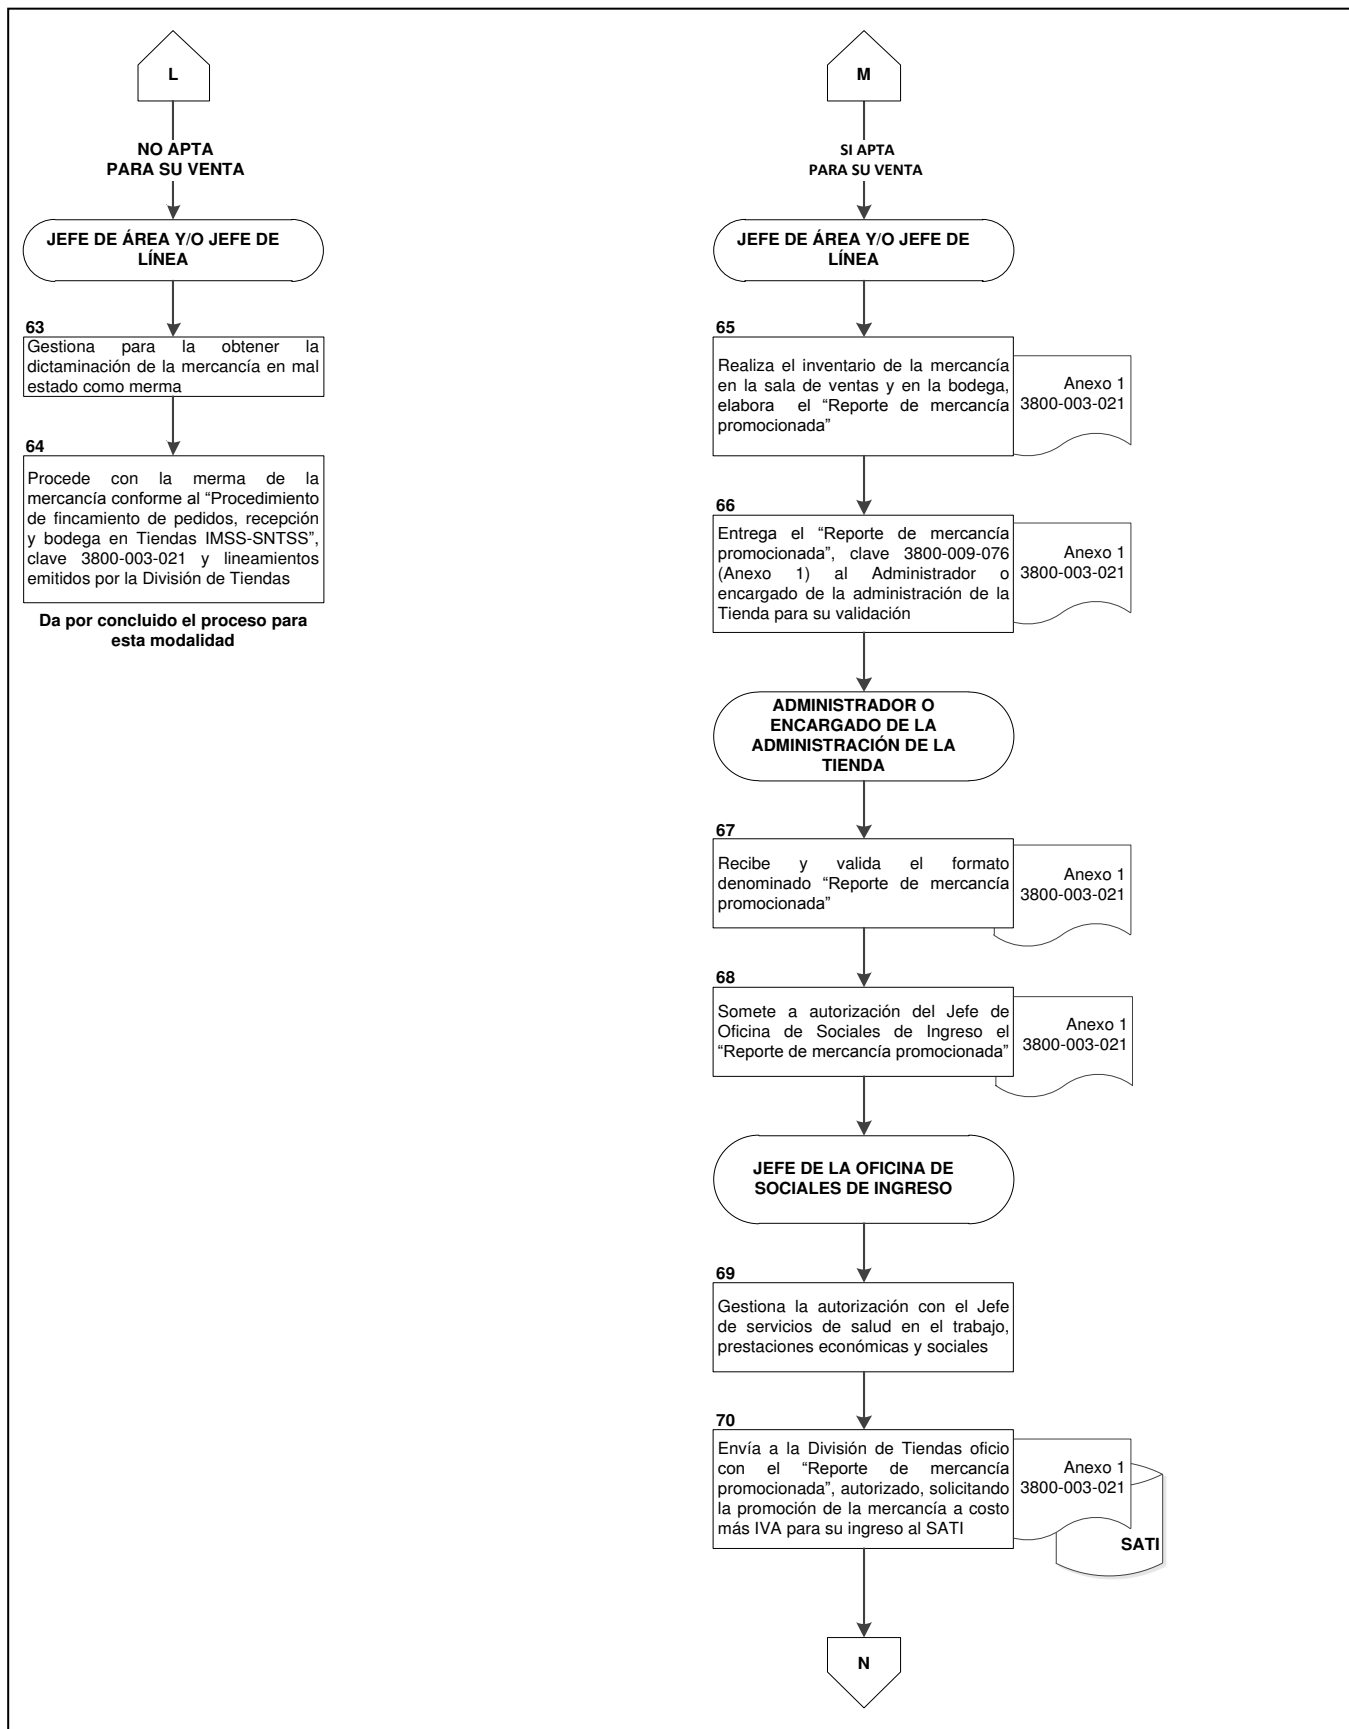 L
NO APTA
PARA SU VENTA
JEFE DE ÁREA Y/O JEFE DE
LÍNEA
63
Gestiona para la obtener la
dictaminación de la mercancía en mal
estado como merma
64
Procede con la merma de la
mercancía conforme al “Procedimiento
de fincamiento de pedidos, recepción
y bodega en Tiendas IMSS-SNTSS”,
clave 3800-003-021 y lineamientos
emitidos por la División de Tiendas
Da por concluido el proceso para
esta modalidad
M
SI APTA
PARA SU VENTA
JEFE DE ÁREA Y/O JEFE DE
LÍNEA
65
Realiza el inventario de la mercancía
en la sala de ventas y en la bodega,
elabora el “Reporte de mercancía
promocionada”
Anexo 1
3800-003-021
66
Entrega el “Reporte de mercancía
promocionada”, clave 3800-009-076
(Anexo 1) al Administrador o
encargado de la administración de la
Tienda para su validación
Anexo 1
3800-003-021
ADMINISTRADOR O
ENCARGADO DE LA
ADMINISTRACIÓN DE LA
TIENDA
67
Recibe y valida el formato
denominado “Reporte de mercancía
promocionada”
Anexo 1
3800-003-021
68
Somete a autorización del Jefe de
Oficina de Sociales de Ingreso el
“Reporte de mercancía promocionada”
Anexo 1
3800-003-021
JEFE DE LA OFICINA DE
SOCIALES DE INGRESO
69
Gestiona la autorización con el Jefe
de servicios de salud en el trabajo,
prestaciones económicas y sociales
70
Envía a la División de Tiendas oficio
con el “Reporte de mercancía
promocionada”, autorizado, solicitando
la promoción de la mercancía a costo
más IVA para su ingreso al SATI
Anexo 1
3800-003-021
SATI
N